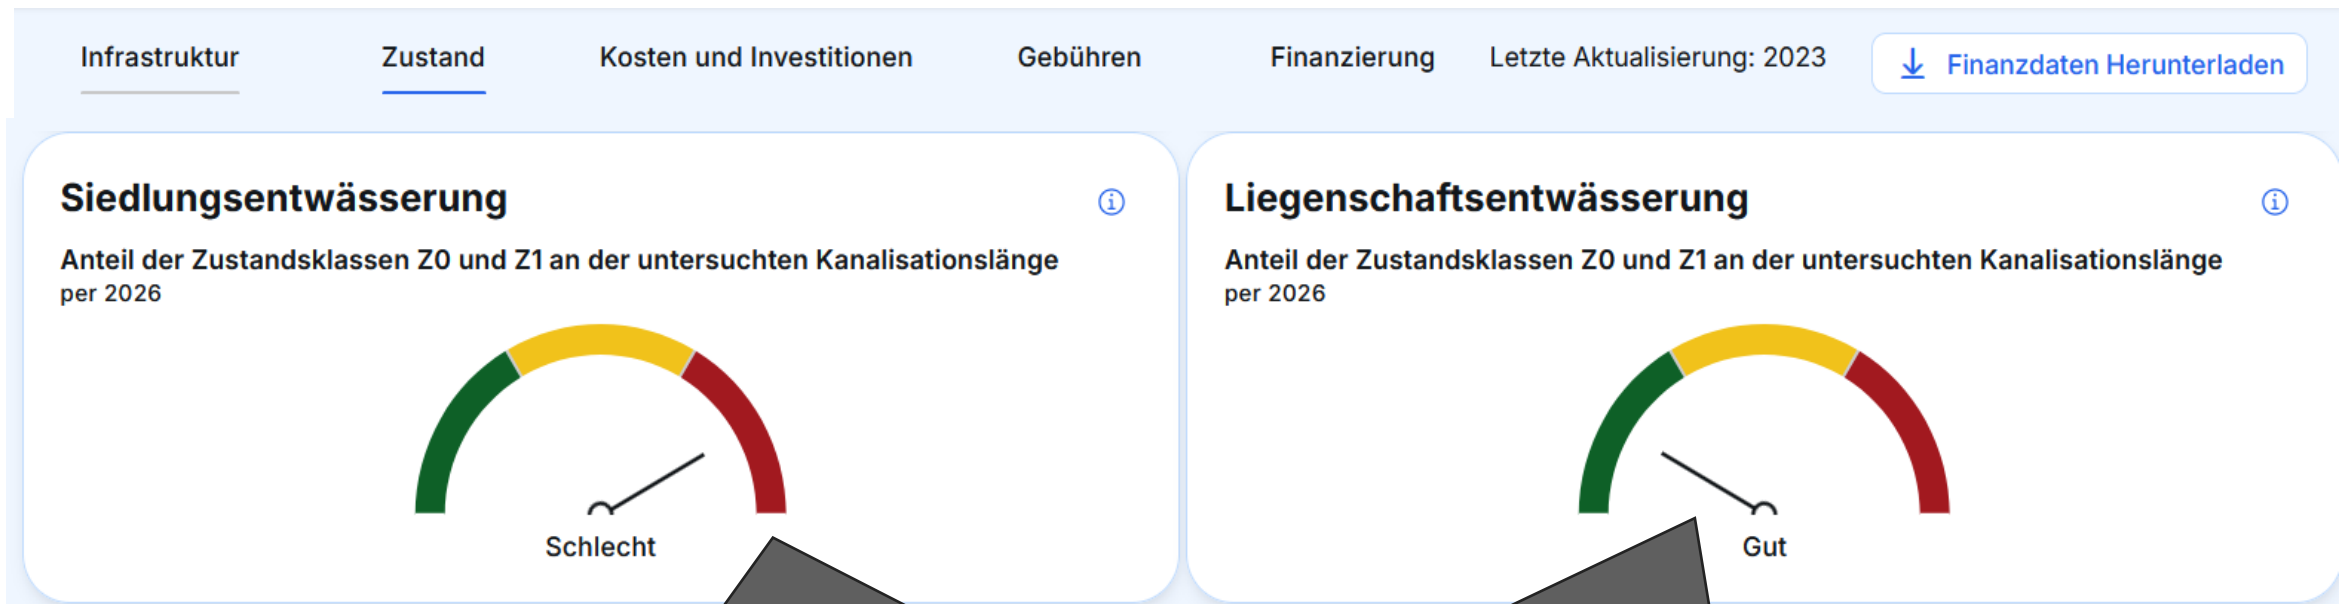 Infrastruktur Zustand Kosten und Investitionen Gebühren Finanzierung Letzte Aktualisierung: 2023 Finanzdaten Herunterladen
Siedlungsentwässerung
Anteil der Zustandsklassen Z0 und Z1 an der untersuchten Kanalisationslänge
per 2026
Schlecht
Liegenschaftsentwässerung
Anteil der Zustandsklassen Z0 und Z1 an der untersuchten Kanalisationslänge
per 2026
Gut